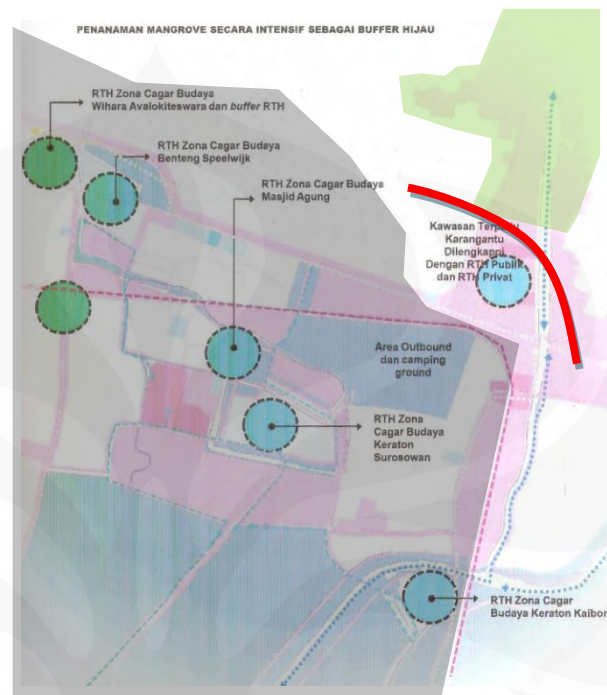 PENANAMAN MANGROVE SECARA INTENSIF SEBAGAI BUFFER HIJAU
RTH Zona Cagar Budaya
Wihara Avalokiteswara dan buffer RTH
RTH Zona Cagar Budaya
Benteng Speelwijk
RTH Zona Cagar Budaya
Masjid Agung
Kawasan
Karangantu
Dilengkapi
Dengan RTH Publik
dan RTH Privat
Area Outbound
dan camping
ground
RTH Zona
Cagar Budaya
Keraton
Surosowan
RTH Zona Cagar
Budaya Keraton Kaibon